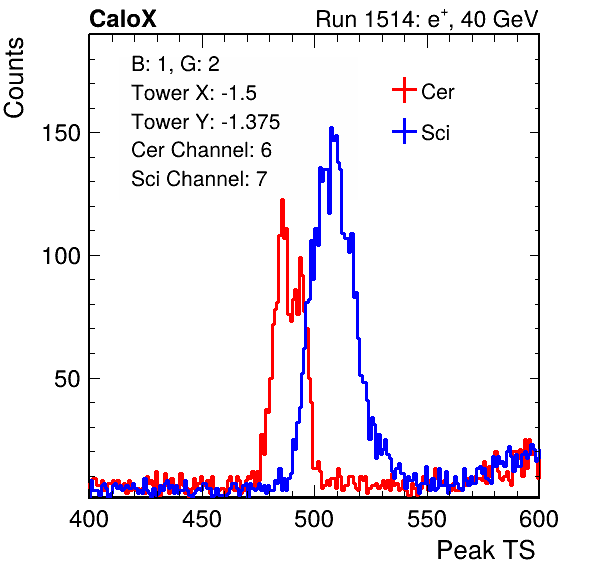 CaloX Run 1514: e+, 40 GeV
Counts
B: 1, G: 2
Tower X: -1.5
Tower Y: -1.375
Cer Channel: 6
Sci Channel: 7
Cer
Sci
150
100
50
400 450 500 550 600
Peak TS